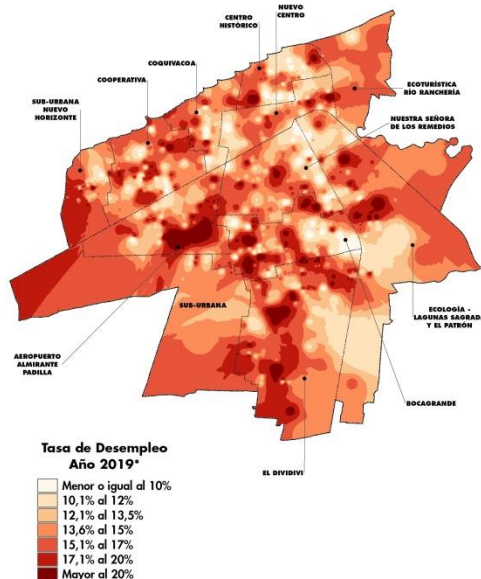 NUEVO
CENTRO
CENTRO
HISTÓRICO
COQUIVACOA
COOPERATIVA
SUB-URBANA
NUEVO
HORIZONTE
ECOTURÍSTICA
RÍO RANCHERÍA
NUESTRA SEÑORA
DE LOS REMEDIOS
SUB-URBANA
ECOLOGÍA -
LAGUNAS SAGRADA
Y EL PATRÓN
AEROPUERTO
ALMIRANTE
PADILLA
BOCAGRANDE
EL DIVIDIVI
Tasa de Desempleo
Año 2019*
Menor o igual al 10%
10,1% al 12%
12,1% al 13,5%
13,6% al 15%
15,1% al 17%
17,1% al 20%
Mayor al 20%